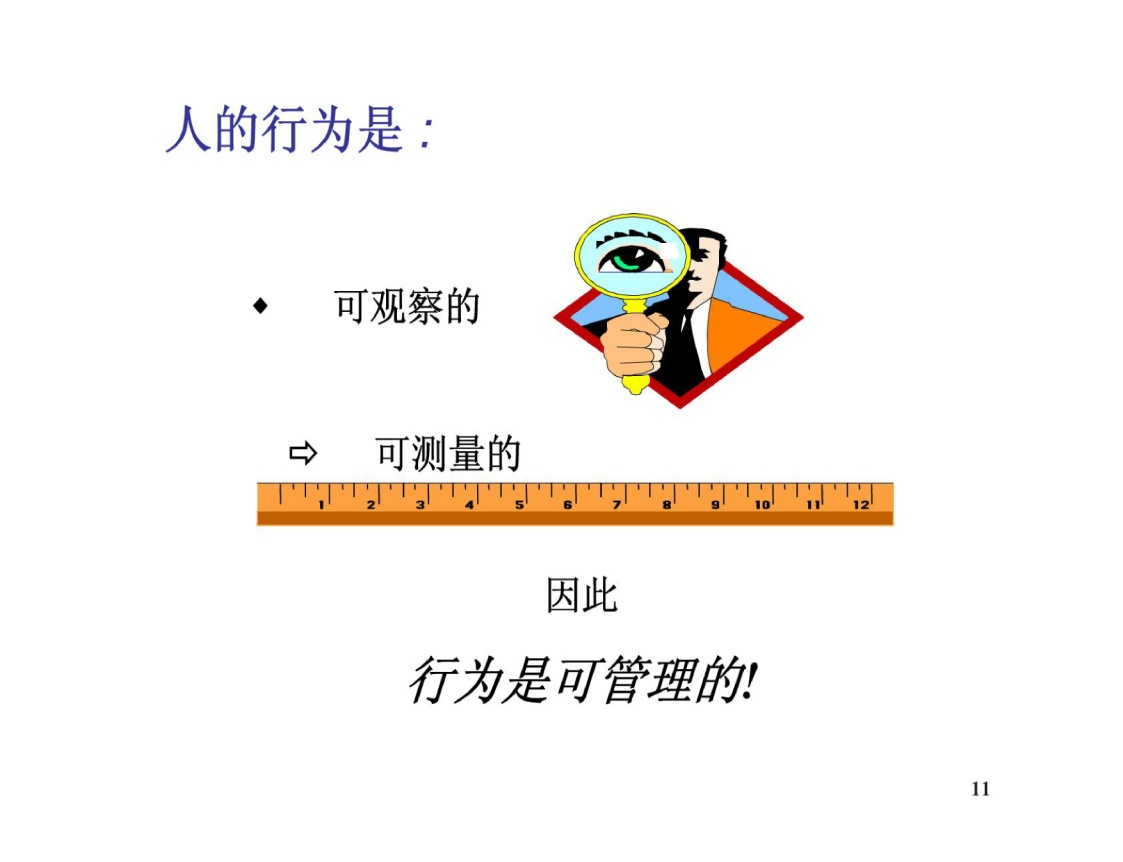 人的行为是:
◆ 可观察的
⇨ 可测量的
1 2 3 4 5 6 7 8 9 10 11 12
因此
行为是可管理的!
11